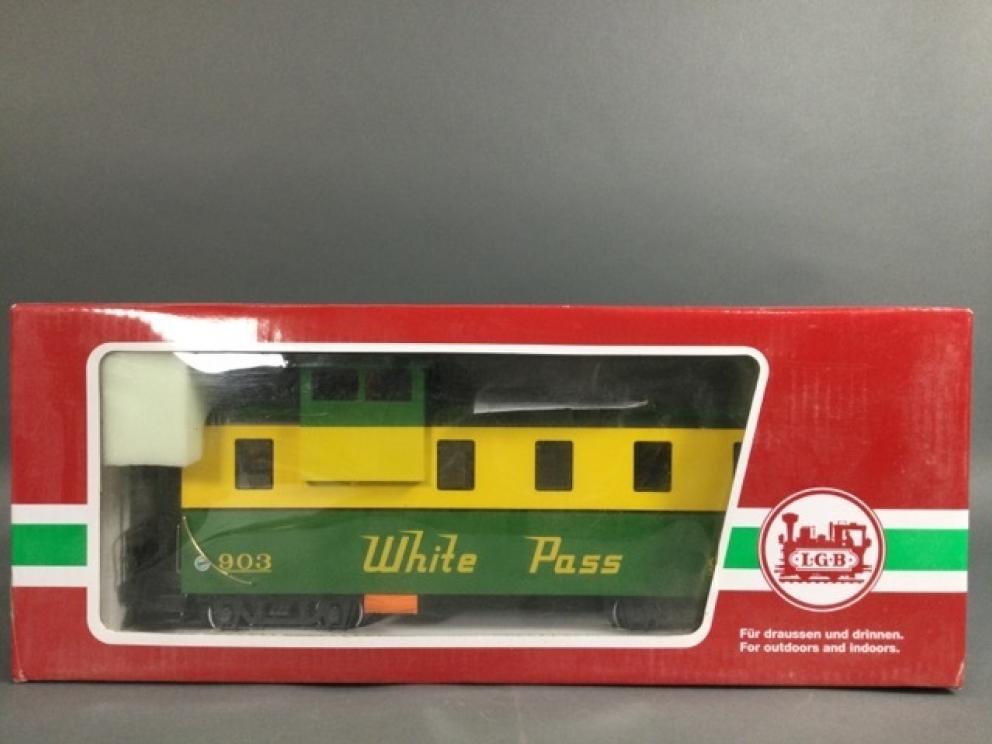 903 White Pass
LGB
Für draussen und drinnen.
For outdoors and indoors.